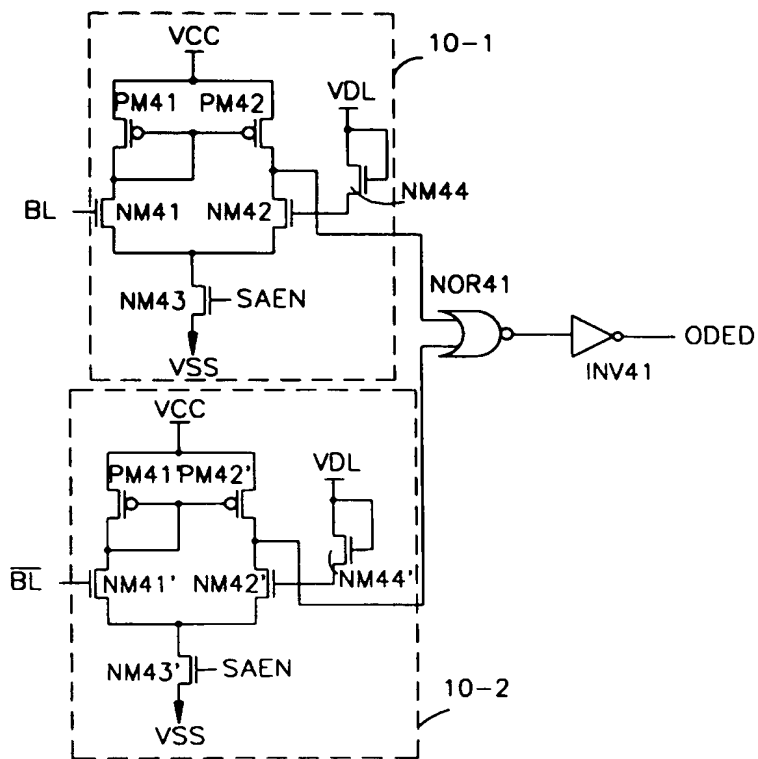 VCC
10-1
PM41 PM42
VDL
BL NM41 NM42 NM44
NM43 SAEN
VSS
NOR41
ODED
INV41
VCC
PM41' PM42'
VDL
B̅L̅ NM41' NM42' NM44'
NM43' SAEN
VSS
10-2